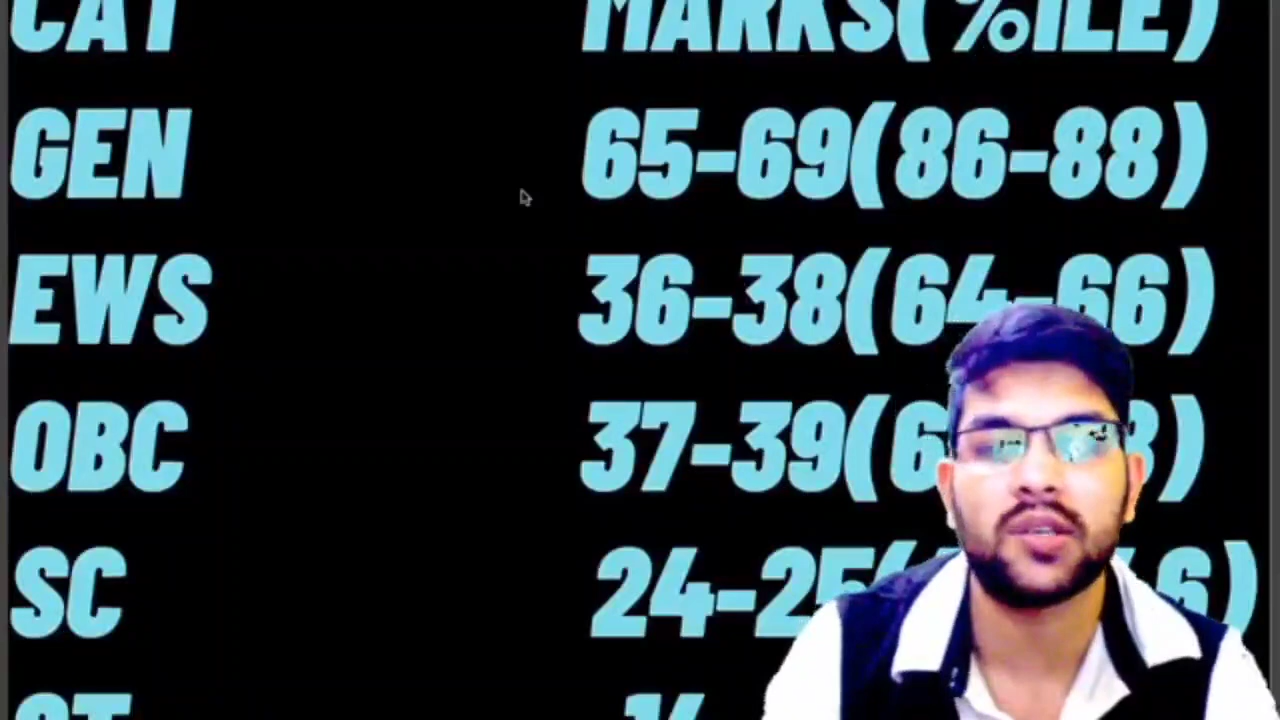 CAT MARKS(%ILE)
GEN 65-69(86-88)
EWS 36-38(64-66)
OBC 37-39(6
SC 24-25(